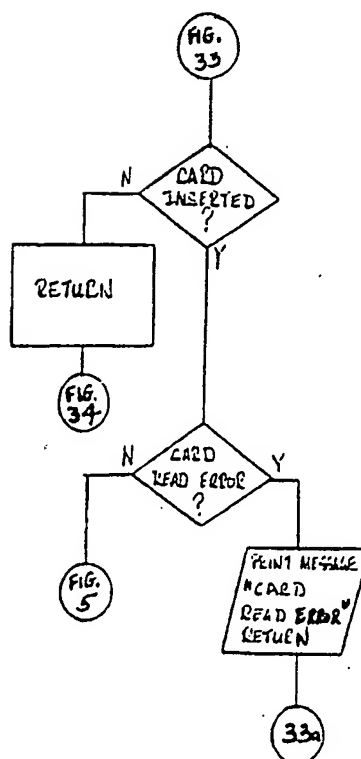 FIG.
33
CARD
INSERTED
?
N
Y
RETURN
FIG.
34
CARD
READ ERROR
?
N
Y
FIG.
5
PRINT MESSAGE
"CARD
READ ERROR"
RETURN
33a